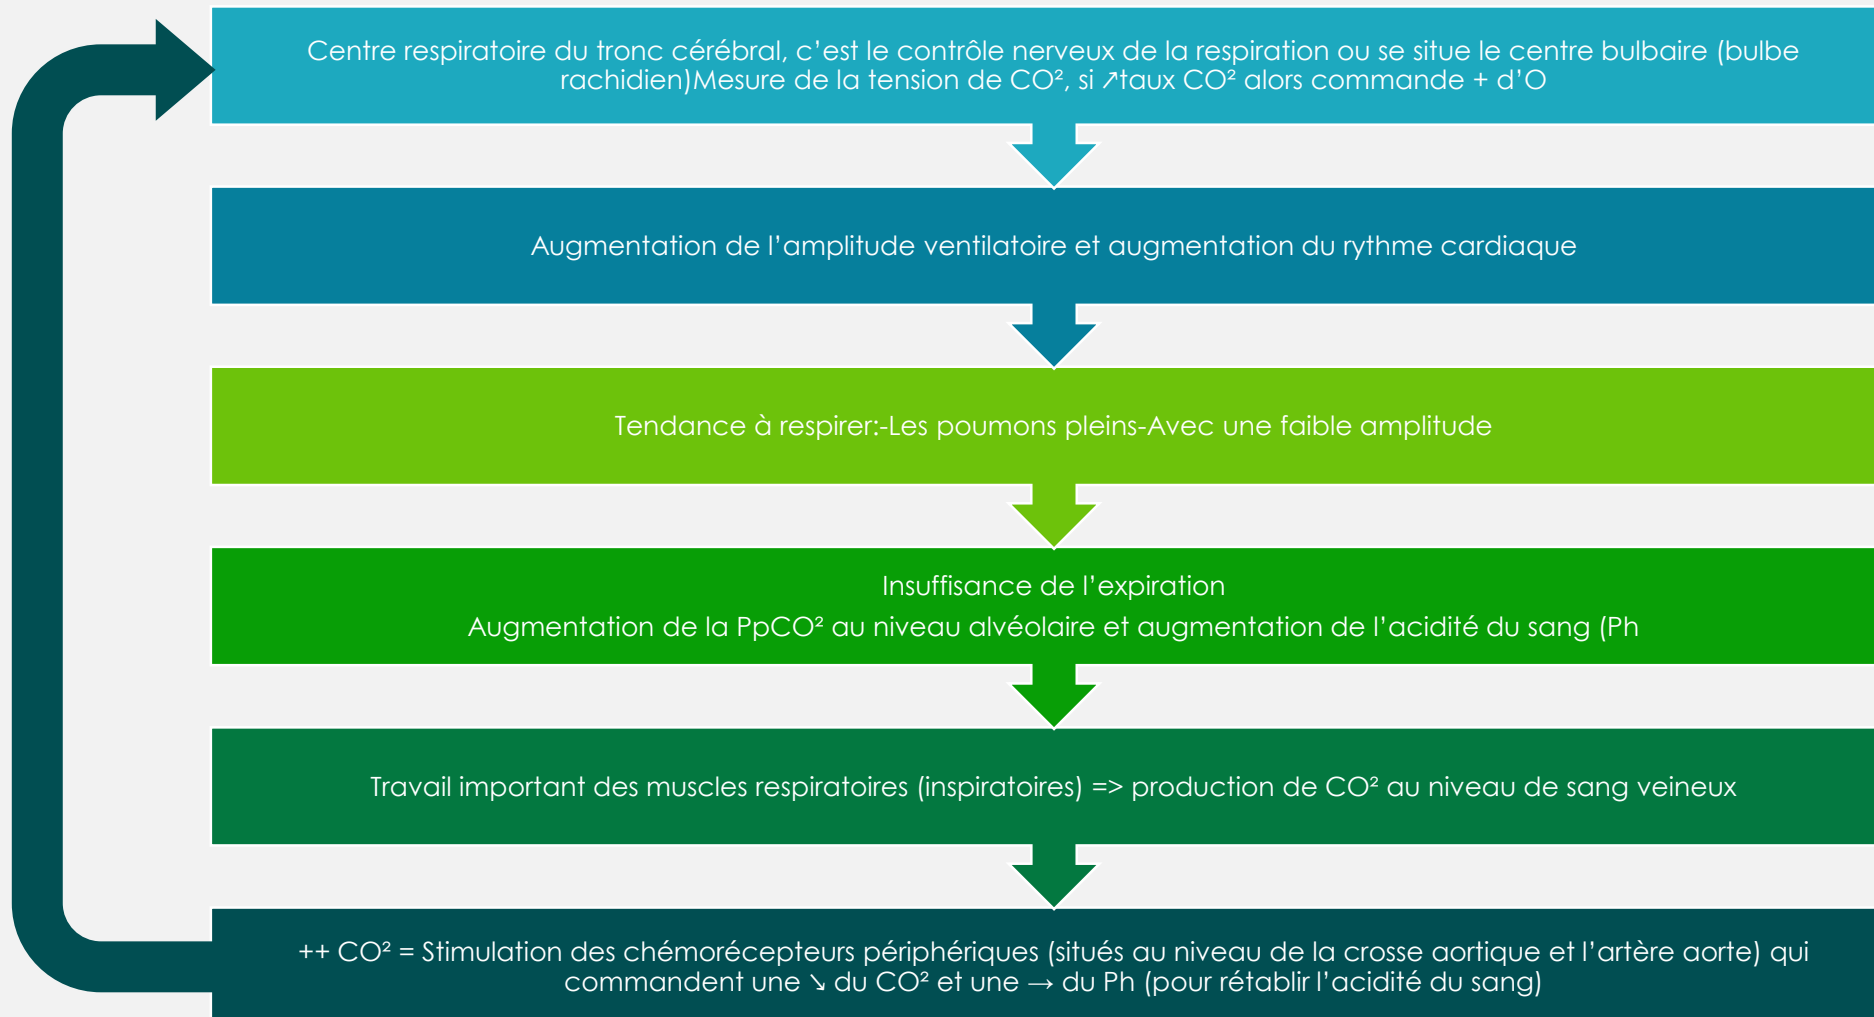 Centre respiratoire du tronc cérébral, c’est le contrôle nerveux de la respiration ou se situe le centre bulbaire (bulbe
rachidien)Mesure de la tension de CO², si ↗taux CO² alors commande + d’O
Augmentation de l’amplitude ventilatoire et augmentation du rythme cardiaque
Tendance à respirer:-Les poumons pleins-Avec une faible amplitude
Insuffisance de l’expiration
Augmentation de la PpCO² au niveau alvéolaire et augmentation de l’acidité du sang (Ph
Travail important des muscles respiratoires (inspiratoires) => production de CO² au niveau de sang veineux
++ CO² = Stimulation des chémorécepteurs périphériques (situés au niveau de la crosse aortique et l’artère aorte) qui
commandent une ↘ du CO² et une → du Ph (pour rétablir l’acidité du sang)